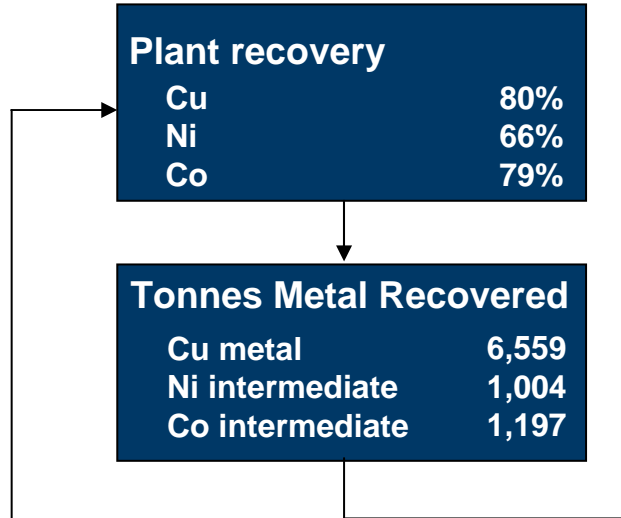 Plant recovery
Cu 80%
Ni 66%
Co 79%
Tonnes Metal Recovered
Cu metal 6,559
Ni intermediate 1,004
Co intermediate 1,197